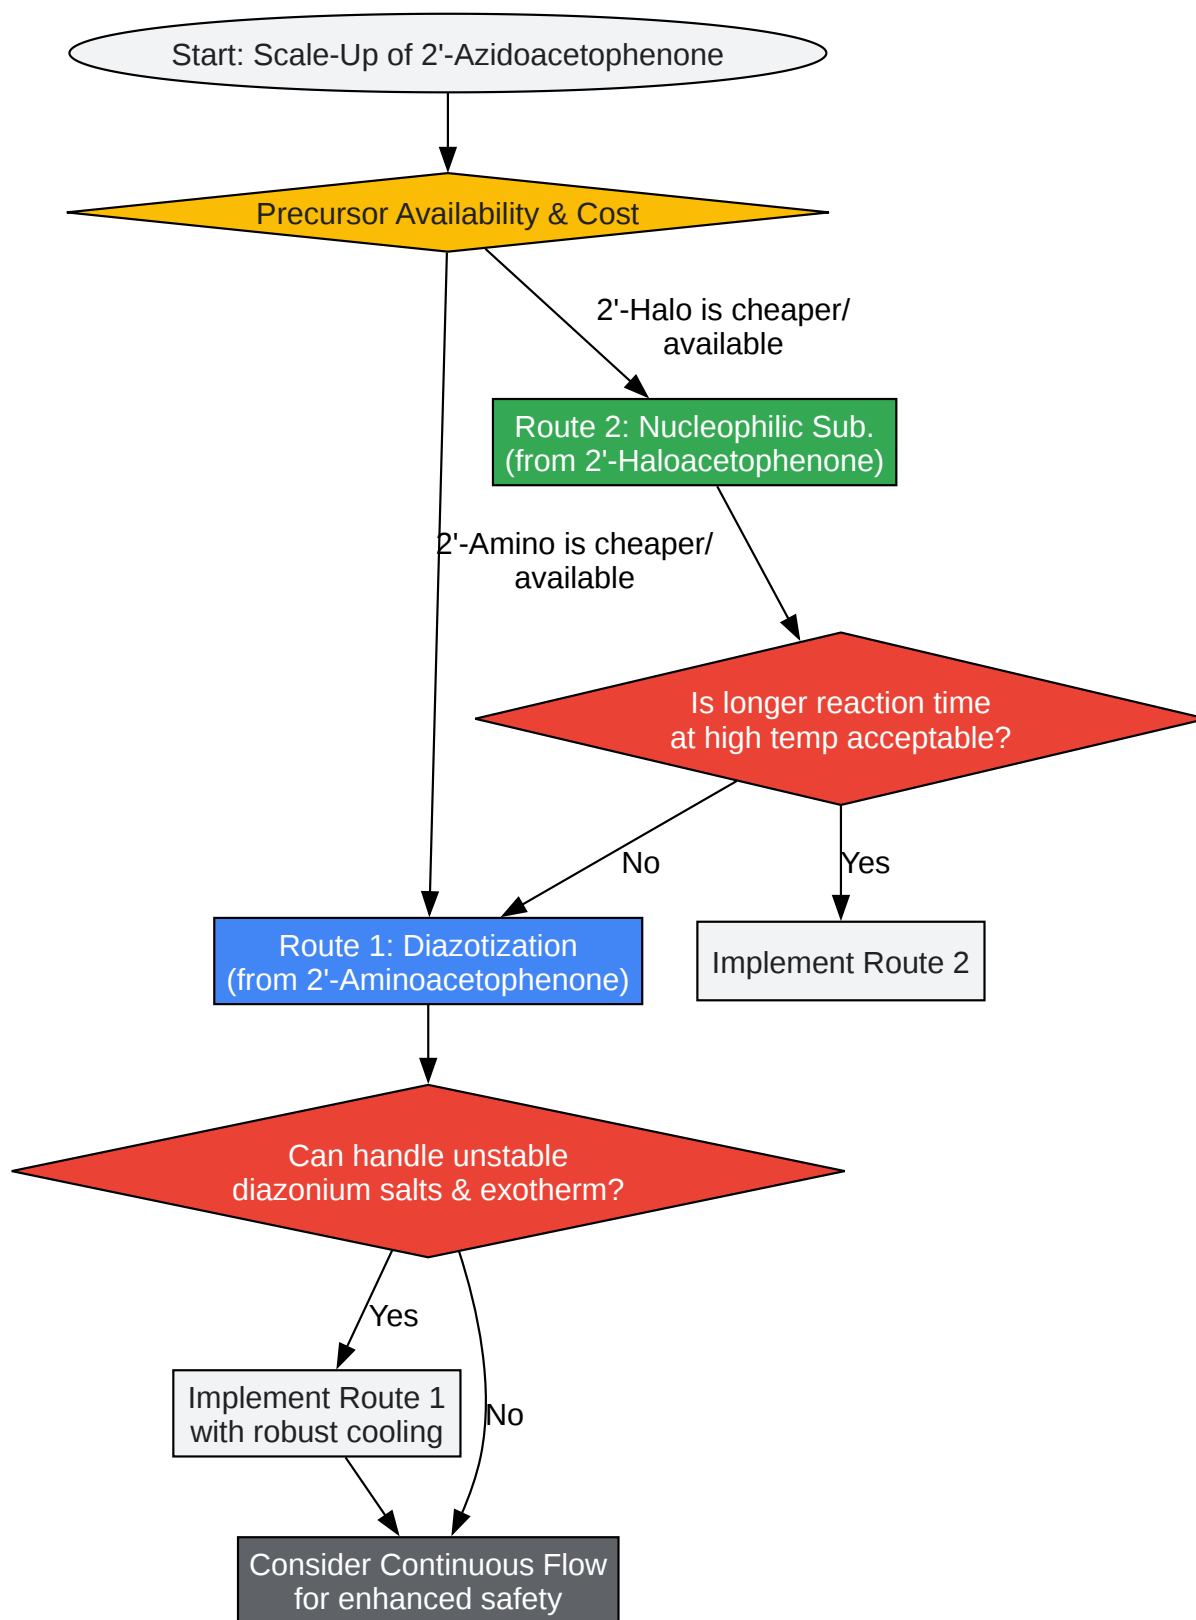 Start: Scale-Up of 2'-Azidoacetophenone
Precursor Availability & Cost
2'-Halo is cheaper/
available
Route 2: Nucleophilic Sub.
(from 2'-Haloacetophenone)
2'-Amino is cheaper/
available
Is longer reaction time
at high temp acceptable?
No
Yes
Route 1: Diazotization
(from 2'-Aminoacetophenone)
Implement Route 2
Can handle unstable
diazonium salts & exotherm?
Yes
Implement Route 1
with robust cooling
No
Consider Continuous Flow
for enhanced safety